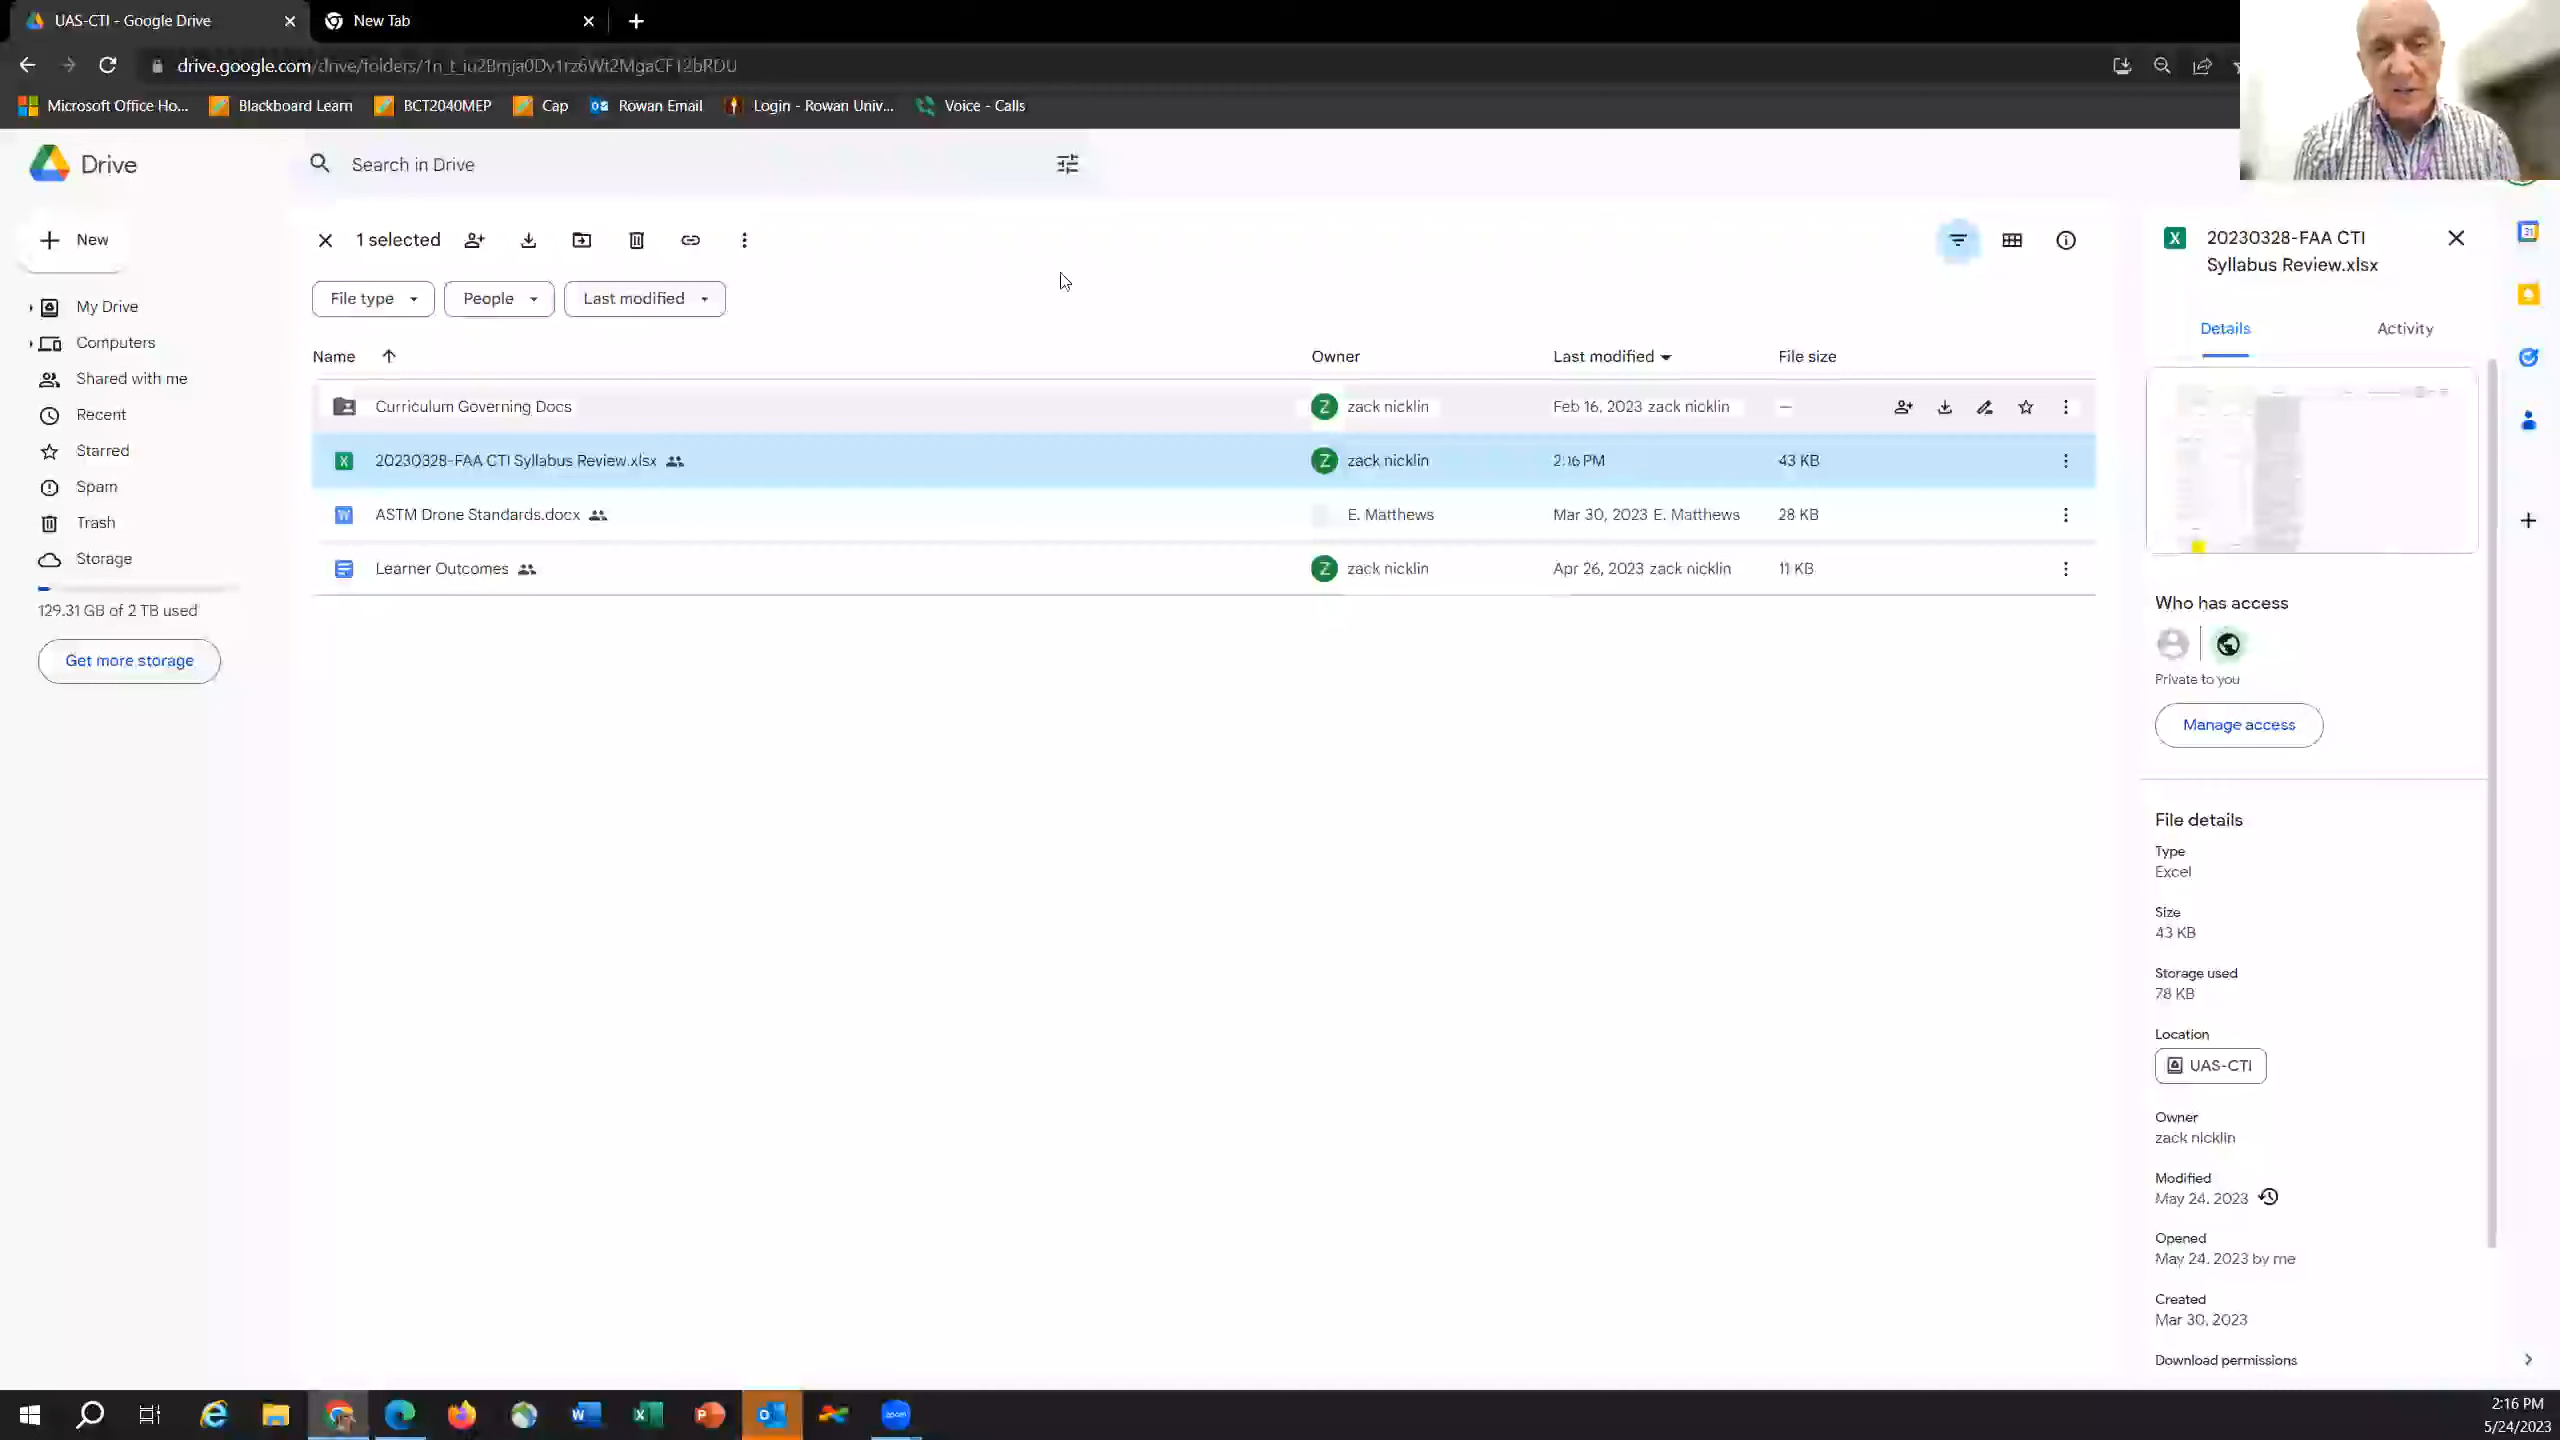 UAS-CTI - Google Drive
New Tab
drive.google.com/drive/folders/
Microsoft Office Ho...
Blackboard Learn
BCT2040MEP
Cap
Rowan Email
Login - Rowan Univ...
Voice - Calls
Drive
Search in Drive
New
1 selected
File type
People
Last modified
My Drive
Computers
Shared with me
Recent
Starred
Spam
Trash
Storage
129.31 GB of 2 TB used
Get more storage
Name Owner Last modified File size
Curriculum Governing Docs Z zack nicklin Feb 16, 2023 zack nicklin —
20230328-FAA CTI Syllabus Review.xlsx Z zack nicklin 2:16 PM 43 KB
ASTM Drone Standards.docx E. Matthews Mar 30, 2023 E. Matthews 28 KB
Learner Outcomes Z zack nicklin Apr 26, 2023 zack nicklin 11 KB
20230328-FAA CTI
Syllabus Review.xlsx
Details
Activity
Who has access
Private to you
Manage access
File details
Type
Excel
Size
43 KB
Storage used
78 KB
Location
UAS-CTI
Owner
zack nicklin
Modified
May 24, 2023
Opened
May 24, 2023 by me
Created
Mar 30, 2023
Download permissions
31
zoom
2:16 PM
5/24/2023